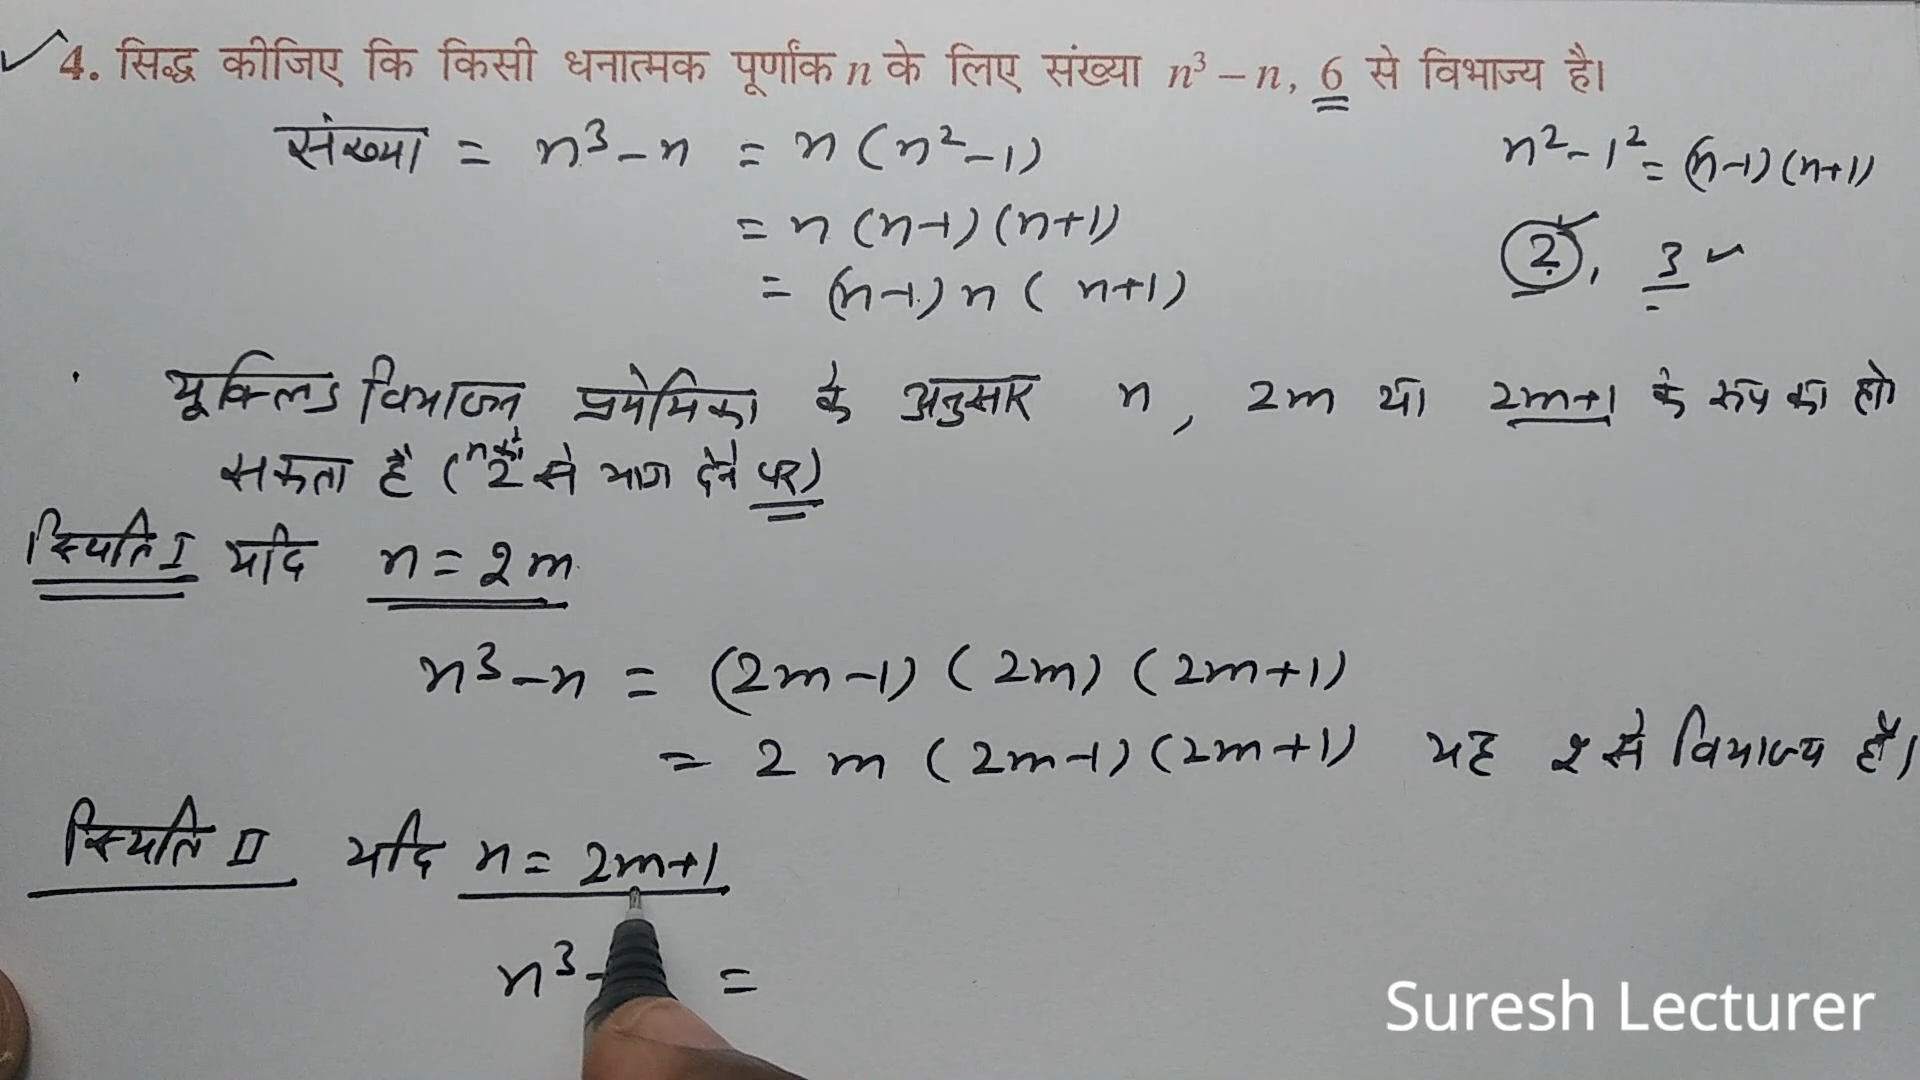 4. सिद्ध कीजिए कि किसी धनात्मक पूर्णांक n के लिए संख्या n³ – n, 6 से विभाज्य है।
संख्या = n³ – n = n (n² – 1)
n² – 1² = (n–1) (n+1)
= n (n–1) (n+1)
2, 3
= (n–1) n ( n+1)
यूक्लिड विभाजन प्रमेयिका के अनुसार n, 2m या 2m+1 के रूप का हो
सकता है (n को 2 से भाग देने पर)
स्थिति I यदि n = 2m
n³ – n = (2m – 1) ( 2m) ( 2m+1)
= 2 m ( 2m–1) (2m+1) यह 2 से विभाज्य है।
स्थिति II यदि n = 2m+1
n³ – =
Suresh Lecturer